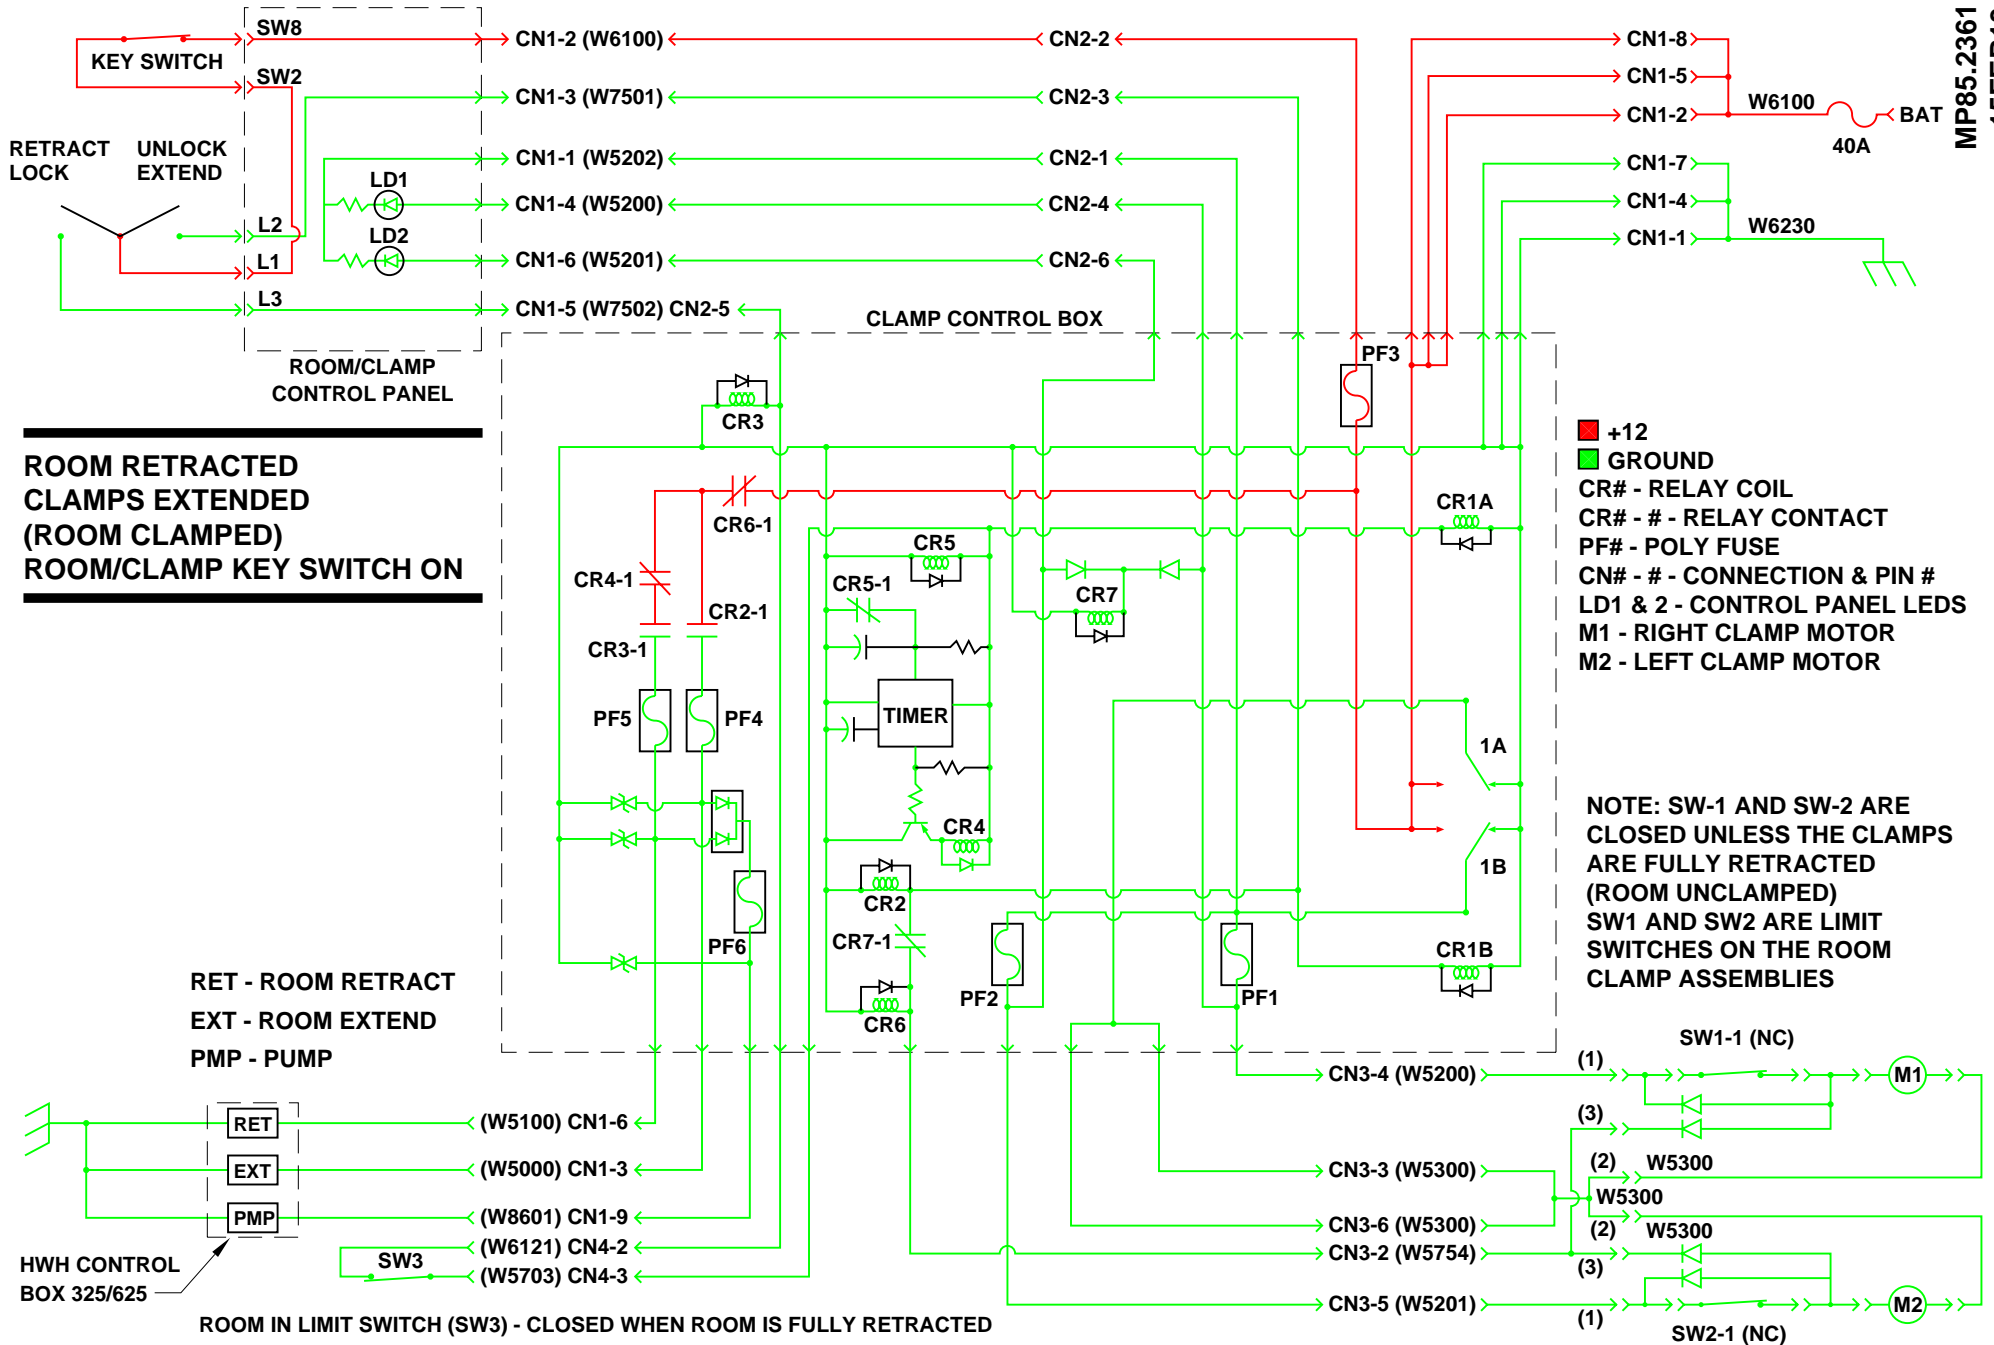 SW8
KEY SWITCH
SW2
RETRACT
LOCK
UNLOCK
EXTEND
L2
L1
L3
LD1
LD2
ROOM/CLAMP
CONTROL PANEL
CN1-2 (W6100)
CN2-2
CN1-3 (W7501)
CN2-3
CN1-1 (W5202)
CN2-1
CN1-4 (W5200)
CN2-4
CN1-6 (W5201)
CN2-6
CN1-5 (W7502) CN2-5
CN1-8
CN1-5
CN1-2
W6100
BAT
40A
CN1-7
CN1-4
CN1-1
W6230
MP85.2361
ROOM RETRACTED
CLAMPS EXTENDED
(ROOM CLAMPED)
ROOM/CLAMP KEY SWITCH ON
CLAMP CONTROL BOX
PF3
CR3
CR6-1
CR1A
CR4-1
CR5
CR5-1
CR7
CR2-1
CR3-1
PF5
PF4
TIMER
1A
CR4
1B
CR2
CR7-1
PF6
CR1B
PF2
PF1
CR6
+12
GROUND
CR# - RELAY COIL
CR# - # - RELAY CONTACT
PF# - POLY FUSE
CN# - # - CONNECTION & PIN #
LD1 & 2 - CONTROL PANEL LEDS
M1 - RIGHT CLAMP MOTOR
M2 - LEFT CLAMP MOTOR
NOTE: SW-1 AND SW-2 ARE
CLOSED UNLESS THE CLAMPS
ARE FULLY RETRACTED
(ROOM UNCLAMPED)
SW1 AND SW2 ARE LIMIT
SWITCHES ON THE ROOM
CLAMP ASSEMBLIES
RET - ROOM RETRACT
EXT - ROOM EXTEND
PMP - PUMP
RET
EXT
PMP
(W5100) CN1-6
(W5000) CN1-3
(W8601) CN1-9
(W6121) CN4-2
(W5703) CN4-3
SW3
HWH CONTROL
BOX 325/625
ROOM IN LIMIT SWITCH (SW3) - CLOSED WHEN ROOM IS FULLY RETRACTED
CN3-4 (W5200)
CN3-3 (W5300)
CN3-6 (W5300)
CN3-2 (W5754)
CN3-5 (W5201)
SW1-1 (NC)
(1)
M1
(3)
(2)
W5300
W5300
(2)
W5300
(3)
(1)
M2
SW2-1 (NC)